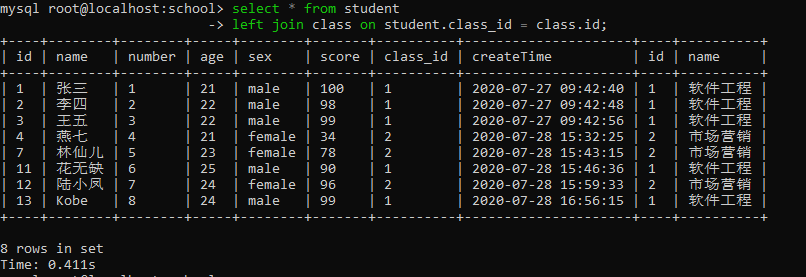 mysql root@localhost:school> select * from student
-> left join class on student.class_id = class.id;
+----+--------+--------+-----+--------+-------+----------+---------------------+----+----------+
| id | name | number | age | sex | score | class_id | createTime | id | name |
+----+--------+--------+-----+--------+-------+----------+---------------------+----+----------+
| 1 | 张三 | 1 | 21 | male | 100 | 1 | 2020-07-27 09:42:40 | 1 | 软件工程 |
| 2 | 李四 | 2 | 22 | male | 98 | 1 | 2020-07-27 09:42:48 | 1 | 软件工程 |
| 3 | 王五 | 3 | 22 | male | 99 | 1 | 2020-07-27 09:42:56 | 1 | 软件工程 |
| 4 | 燕七 | 4 | 21 | female | 34 | 2 | 2020-07-28 15:32:25 | 2 | 市场营销 |
| 7 | 林仙儿 | 5 | 23 | female | 78 | 2 | 2020-07-28 15:43:15 | 2 | 市场营销 |
| 11 | 花无缺 | 6 | 25 | male | 90 | 1 | 2020-07-28 15:46:36 | 1 | 软件工程 |
| 12 | 陆小凤 | 7 | 24 | female | 96 | 2 | 2020-07-28 15:59:33 | 2 | 市场营销 |
| 13 | Kobe | 8 | 24 | male | 99 | 1 | 2020-07-28 16:56:15 | 1 | 软件工程 |
+----+--------+--------+-----+--------+-------+----------+---------------------+----+----------+
8 rows in set
Time: 0.411s